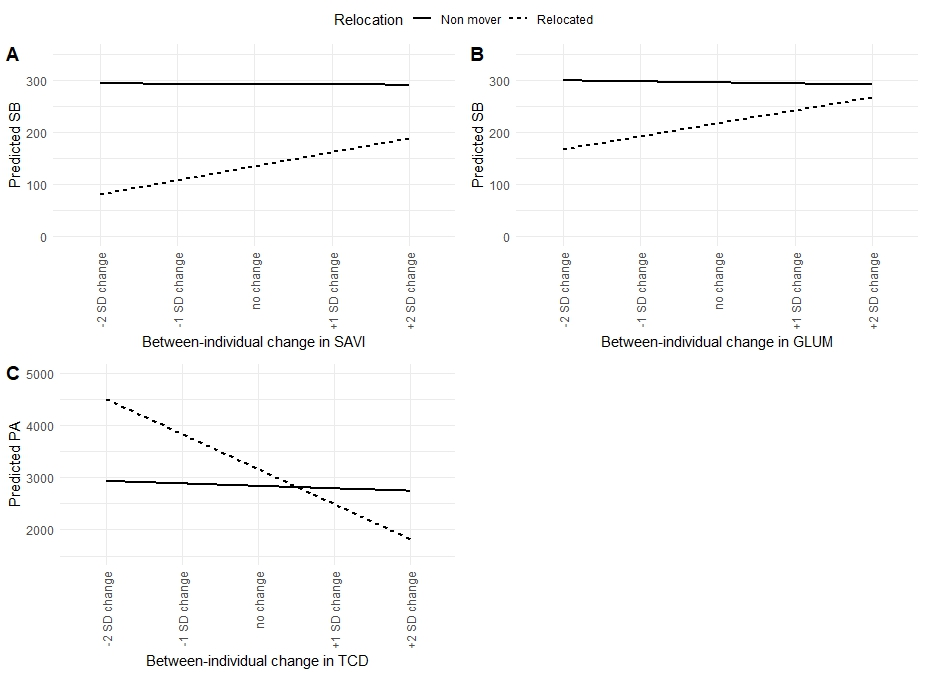 Relocation Non mover Relocated
A
Predicted SB
300
200
100
0
-2 SD change
-1 SD change
no change
+1 SD change
+2 SD change
Between-individual change in SAVI
B
Predicted SB
300
200
100
0
-2 SD change
-1 SD change
no change
+1 SD change
+2 SD change
Between-individual change in GLUM
C
Predicted PA
5000
4000
3000
2000
-2 SD change
-1 SD change
no change
+1 SD change
+2 SD change
Between-individual change in TCD